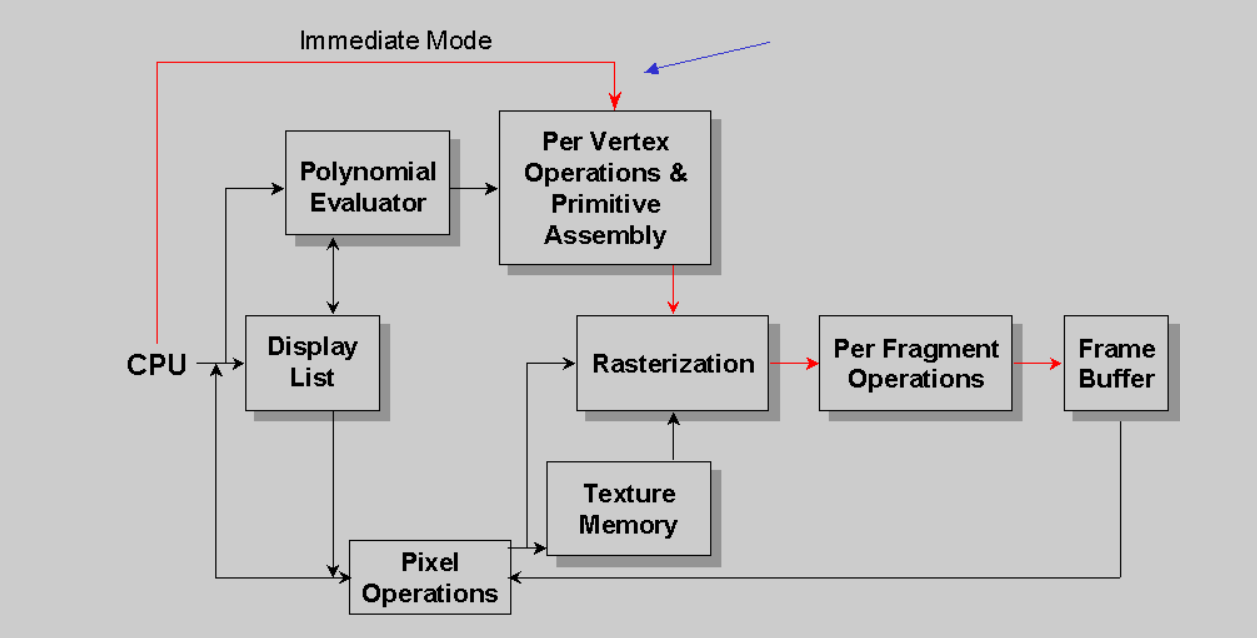 Immediate Mode
Per Vertex
Operations &
Primitive
Assembly
Polynomial
Evaluator
CPU
Display
List
Rasterization
Per Fragment
Operations
Frame
Buffer
Texture
Memory
Pixel
Operations